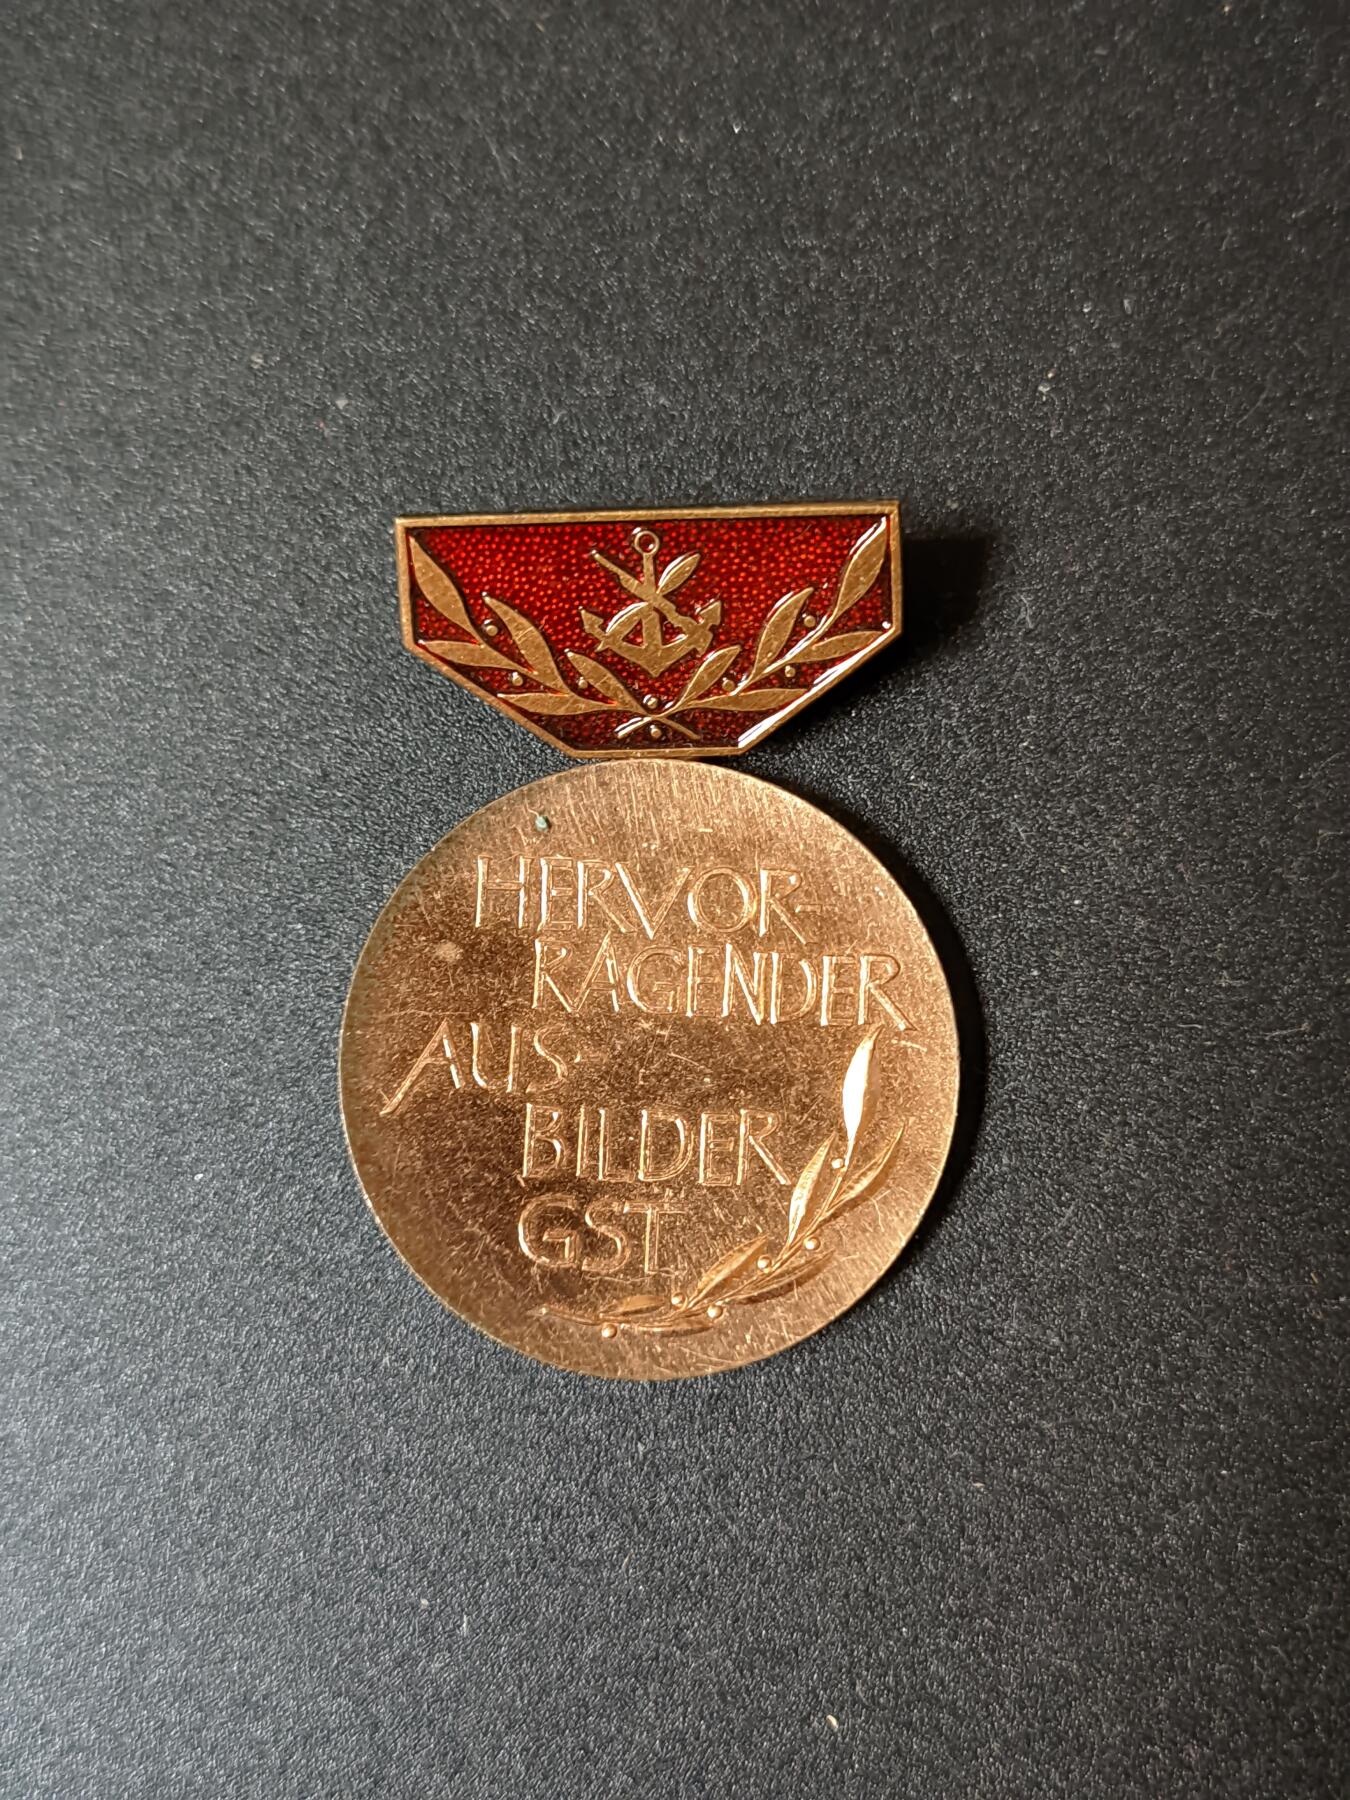 HERVOR-
RAGENDER
AUS-
BILDER
GST